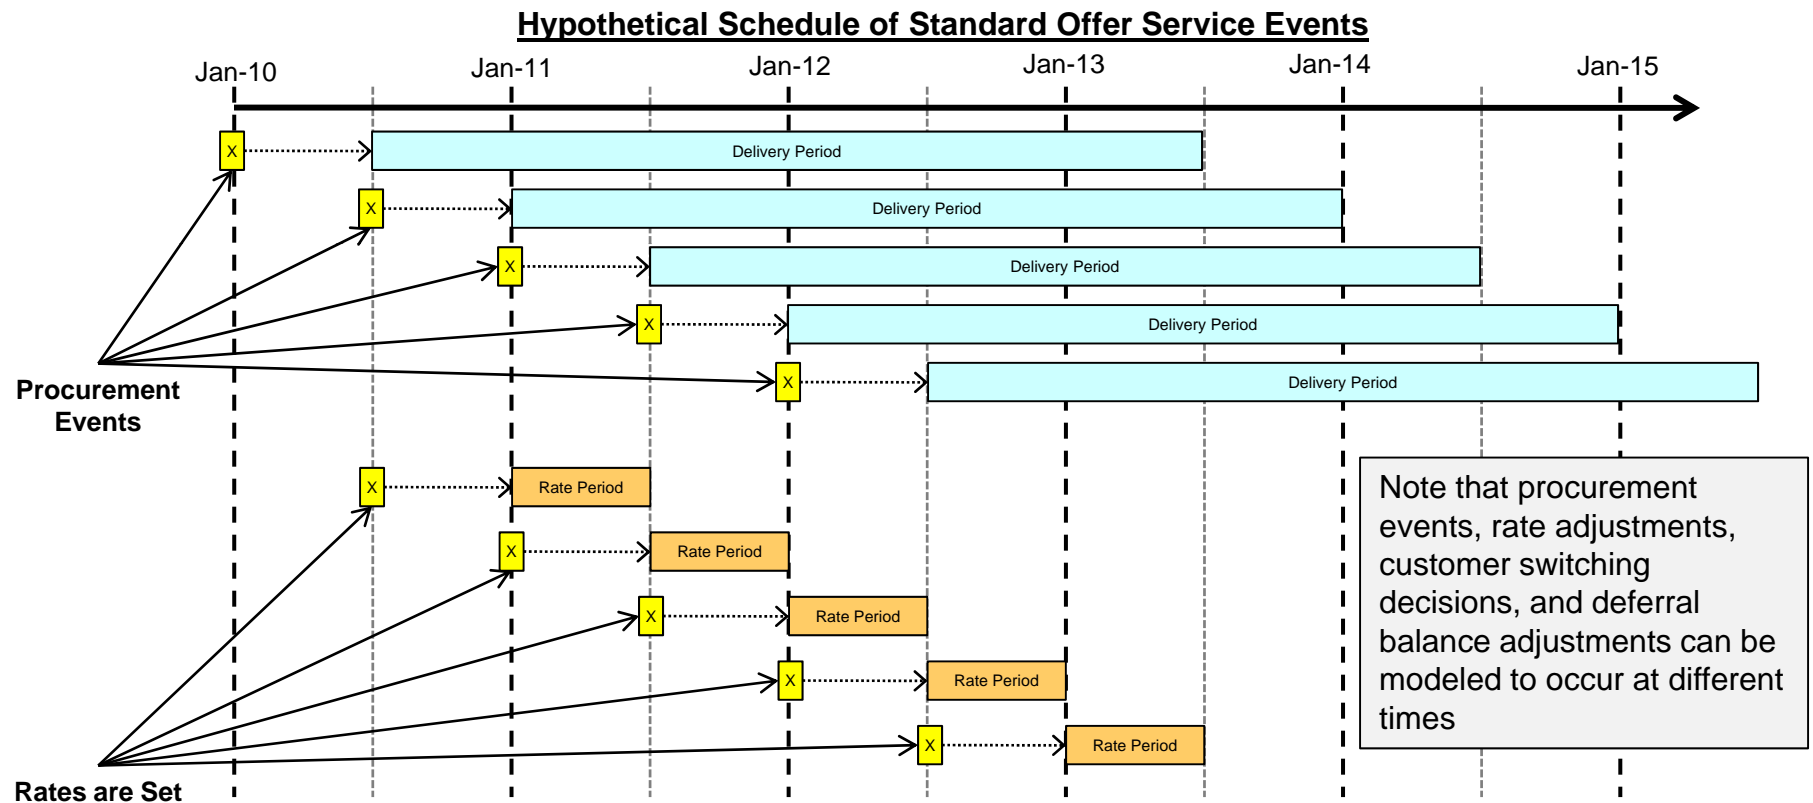 Hypothetical Schedule of Standard Offer Service Events
Jan-10 Jan-11 Jan-12 Jan-13 Jan-14 Jan-15
X Delivery Period
X Delivery Period
X Delivery Period
X Delivery Period
X Delivery Period
Procurement
Events
X Rate Period
X Rate Period
X Rate Period
X Rate Period
X Rate Period
Rates are Set
Note that procurement
events, rate adjustments,
customer switching
decisions, and deferral
balance adjustments can be
modeled to occur at different
times